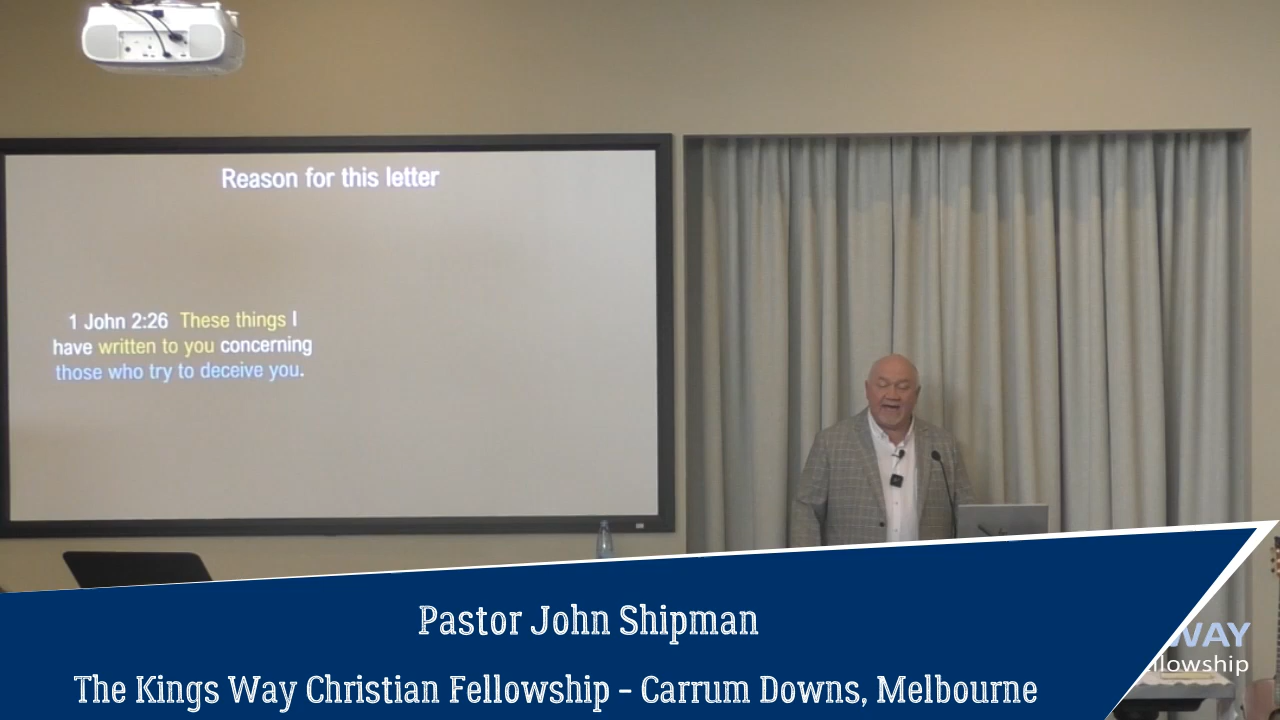 Reason for this letter
1 John 2:26 These things I
have written to you concerning
those who try to deceive you.
Pastor John Shipman
The Kings Way Christian Fellowship – Carrum Downs, Melbourne
WAY
llowship